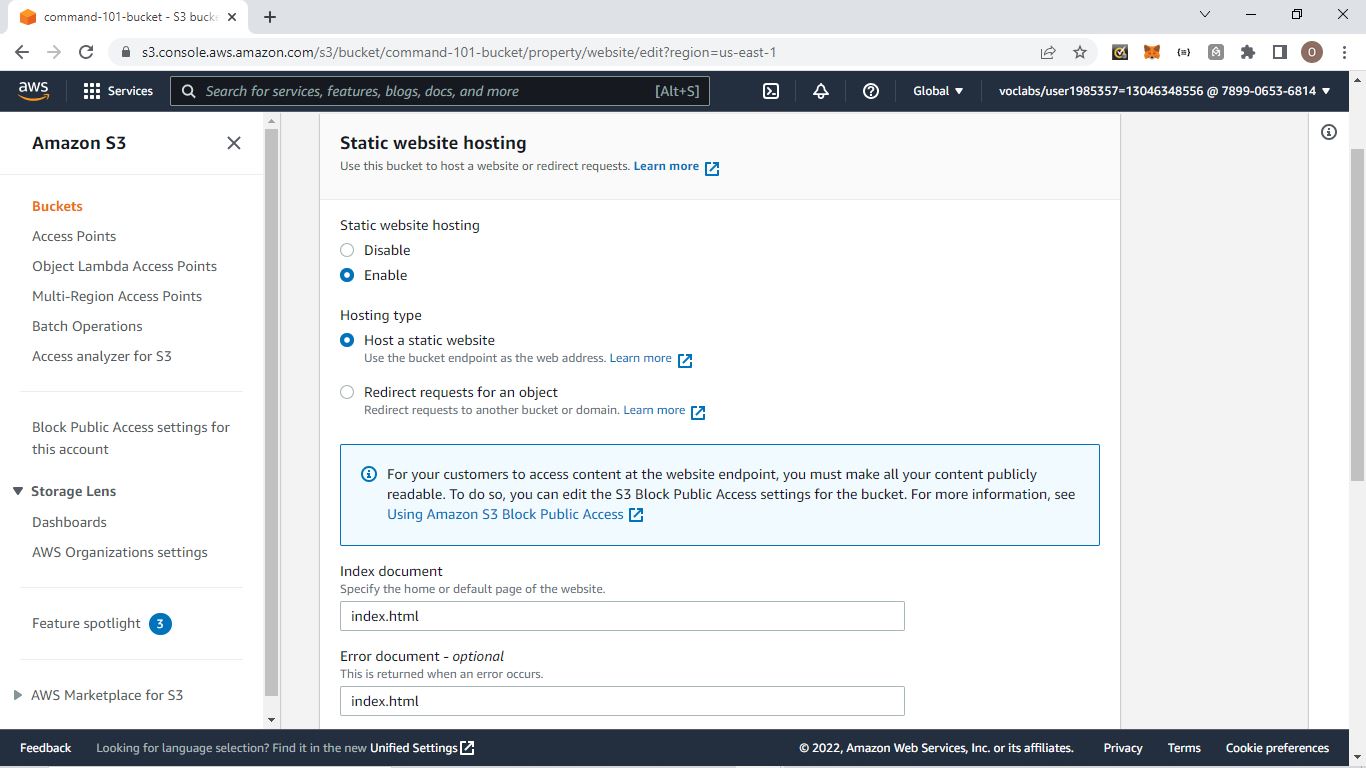 command-101-bucket - S3 bucke
s3.console.aws.amazon.com/s3/bucket/command-101-bucket/property/website/edit?region=us-east-1
O
aws
Services
Search for services, features, blogs, docs, and more
[Alt+S]
Global
voclabs/user1985357=13046348556 @ 7899-0653-6814
Amazon S3
Buckets
Access Points
Object Lambda Access Points
Multi-Region Access Points
Batch Operations
Access analyzer for S3
Block Public Access settings for
this account
Storage Lens
Dashboards
AWS Organizations settings
Feature spotlight 3
AWS Marketplace for S3
Static website hosting
Use this bucket to host a website or redirect requests. Learn more
Static website hosting
Disable
Enable
Hosting type
Host a static website
Use the bucket endpoint as the web address. Learn more
Redirect requests for an object
Redirect requests to another bucket or domain. Learn more
For your customers to access content at the website endpoint, you must make all your content publicly
readable. To do so, you can edit the S3 Block Public Access settings for the bucket. For more information, see
Using Amazon S3 Block Public Access
Index document
Specify the home or default page of the website.
index.html
Error document - optional
This is returned when an error occurs.
index.html
Feedback
Looking for language selection? Find it in the new Unified Settings
© 2022, Amazon Web Services, Inc. or its affiliates.
Privacy
Terms
Cookie preferences